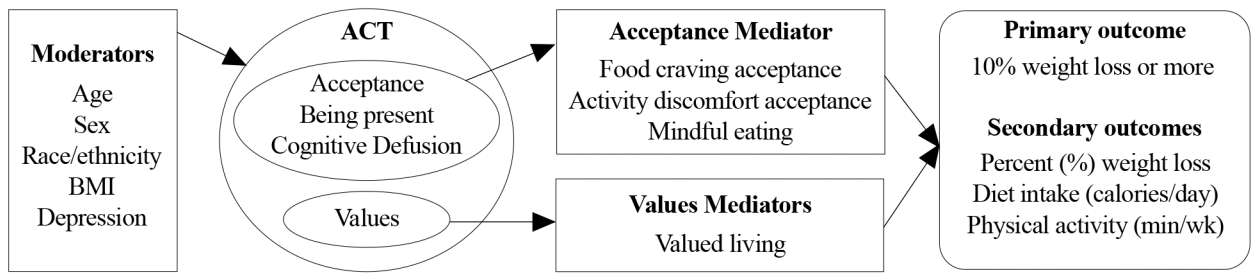 Moderators
Age
Sex
Race/ethnicity
BMI
Depression
ACT
Acceptance
Being present
Cognitive Defusion
Values
Acceptance Mediator
Food craving acceptance
Activity discomfort acceptance
Mindful eating
Values Mediators
Valued living
Primary outcome
10% weight loss or more
Secondary outcomes
Percent (%) weight loss
Diet intake (calories/day)
Physical activity (min/wk)